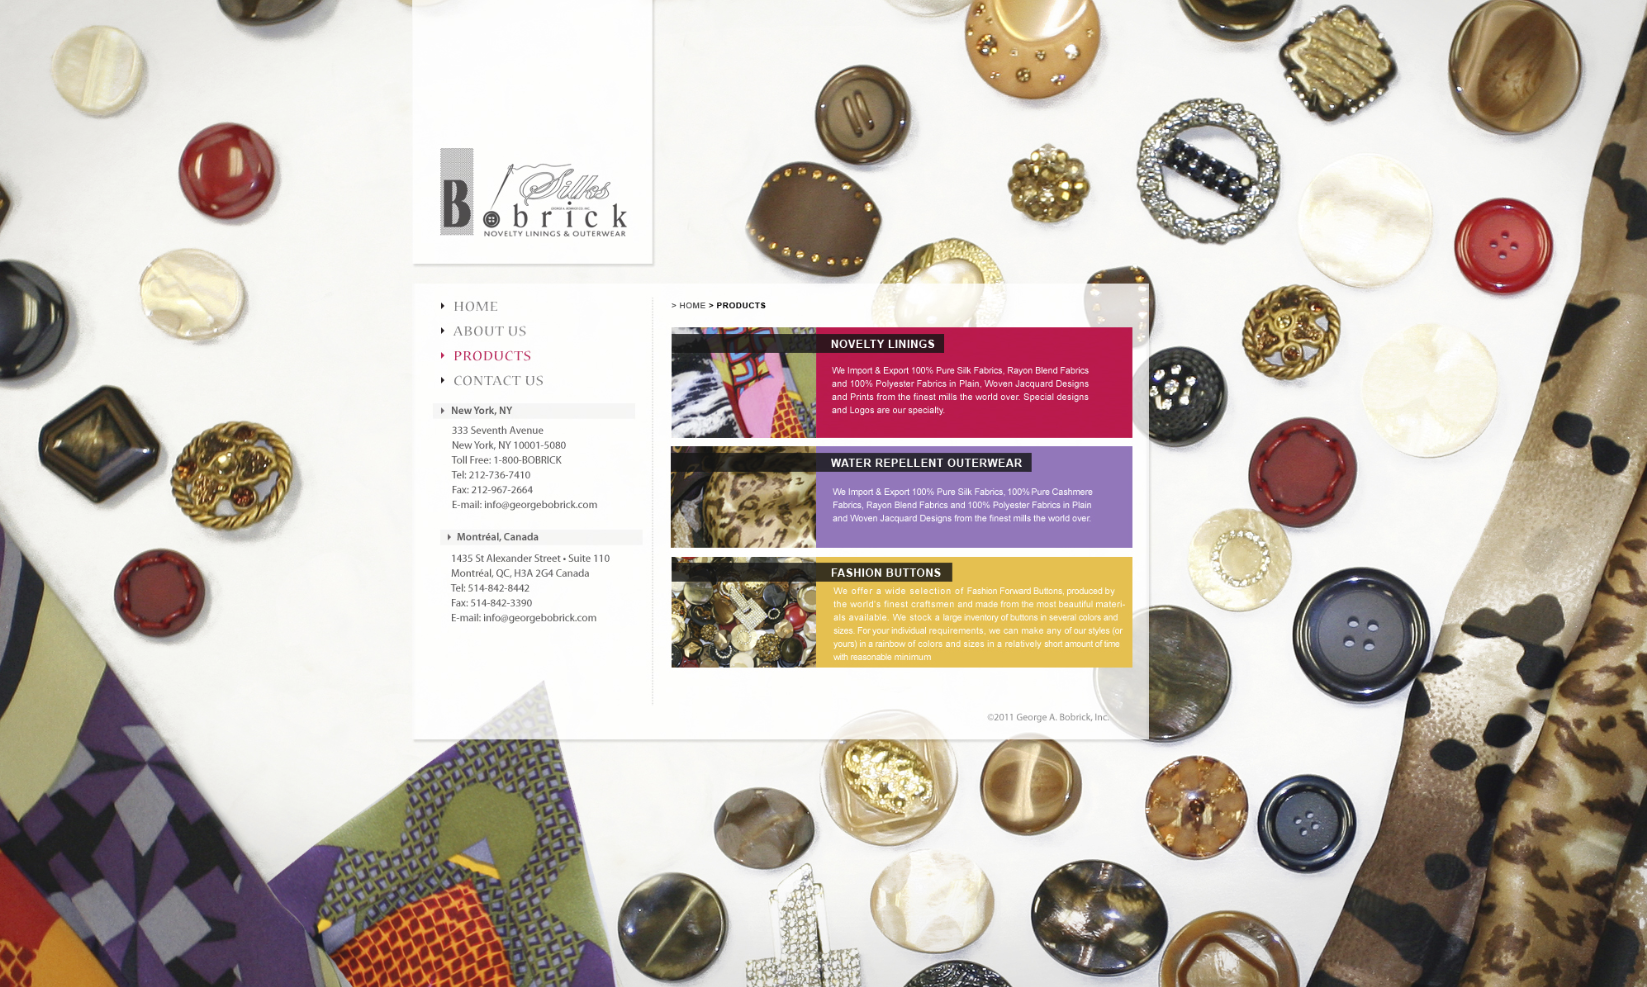 B
Silks
Bobrick
NOVELTY LININGS & OUTERWEAR
HOME
ABOUT US
PRODUCTS
CONTACT US
New York, NY
333 Seventh Avenue
New York, NY 10001-5080
Toll Free: 1-800-BOBRICK
Tel: 212-736-7410
Fax: 212-967-2664
E-mail: info@georgebobrick.com
Montréal, Canada
1435 St Alexander Street • Suite 110
Montréal, QC, H3A 2G4 Canada
Tel: 514-842-8442
Fax: 514-842-3390
E-mail: info@georgebobrick.com
> HOME > PRODUCTS
NOVELTY LININGS
We Import & Export 100% Pure Silk Fabrics, Rayon Blend Fabrics
and 100% Polyester Fabrics in Plain, Woven Jacquard Designs
and Prints from the finest mills the world over. Special designs
and Logos are our specialty.
WATER REPELLENT OUTERWEAR
We Import & Export 100% Pure Silk Fabrics, 100% Pure Cashmere
Fabrics, Rayon Blend Fabrics and 100% Polyester Fabrics in Plain
and Woven Jacquard Designs from the finest mills the world over.
FASHION BUTTONS
We offer a wide selection of Fashion Forward Buttons, produced by
the world's finest craftsmen and made from the most beautiful materi-
als available. We stock a large inventory of buttons in several colors and
sizes. For your individual requirements, we can make any of our styles (or
yours) in a rainbow of colors and sizes in a relatively short amount of time
with reasonable minimum
©2011 George A. Bobrick, Inc.